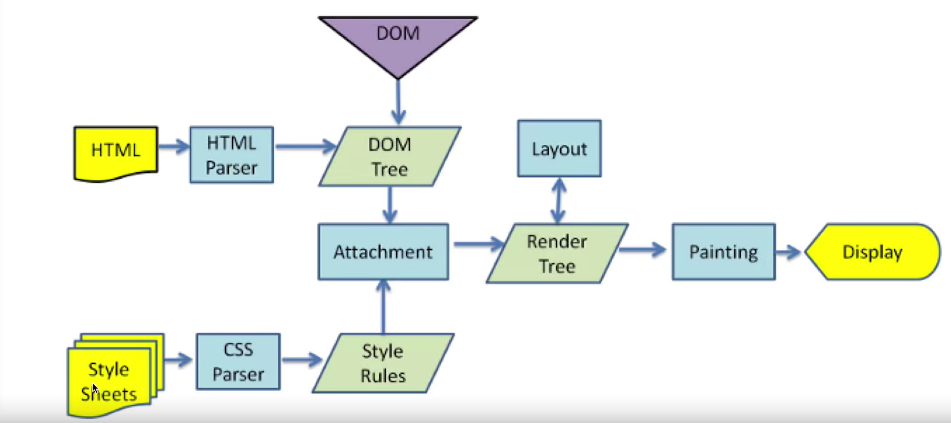 DOM
HTML
HTML
Parser
DOM
Tree
Layout
Attachment
Render
Tree
Painting
Display
Style
Sheets
CSS
Parser
Style
Rules